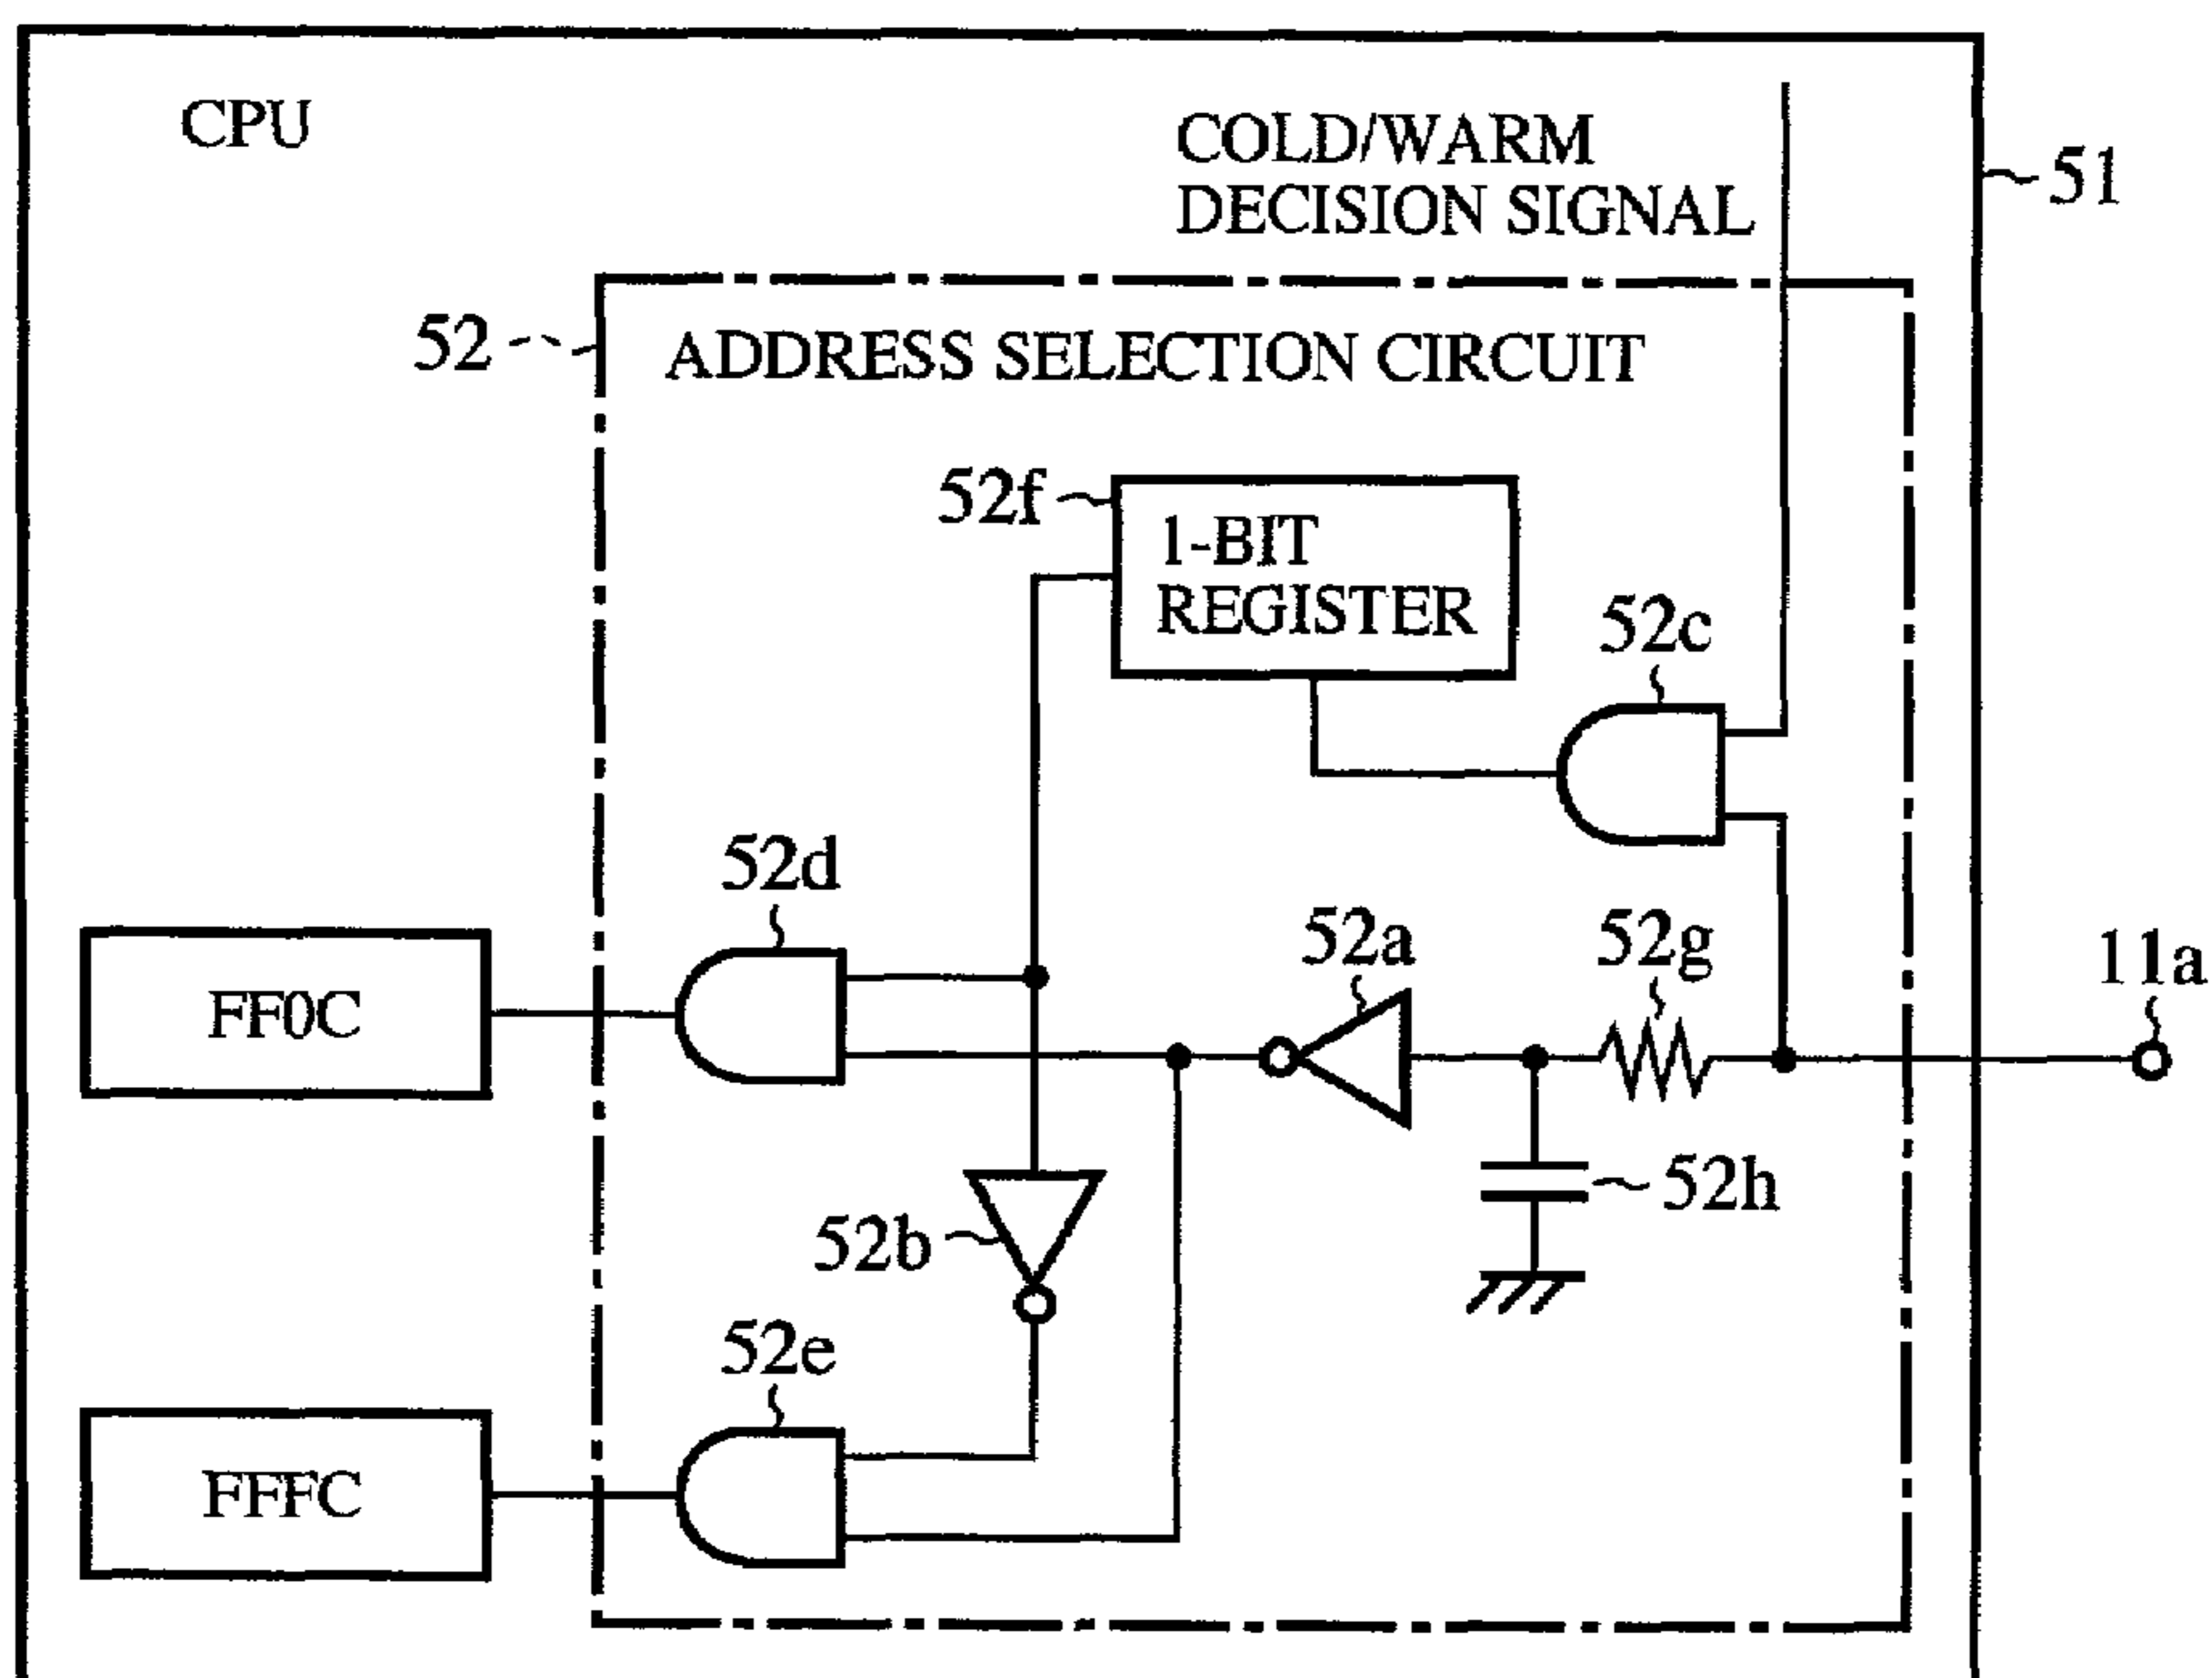 CPU
COLD/WARM
DECISION SIGNAL
51
52
ADDRESS SELECTION CIRCUIT
52f
1-BIT
REGISTER
52c
52d
52a
52g
11a
FF0C
52h
52b
52e
FFFC